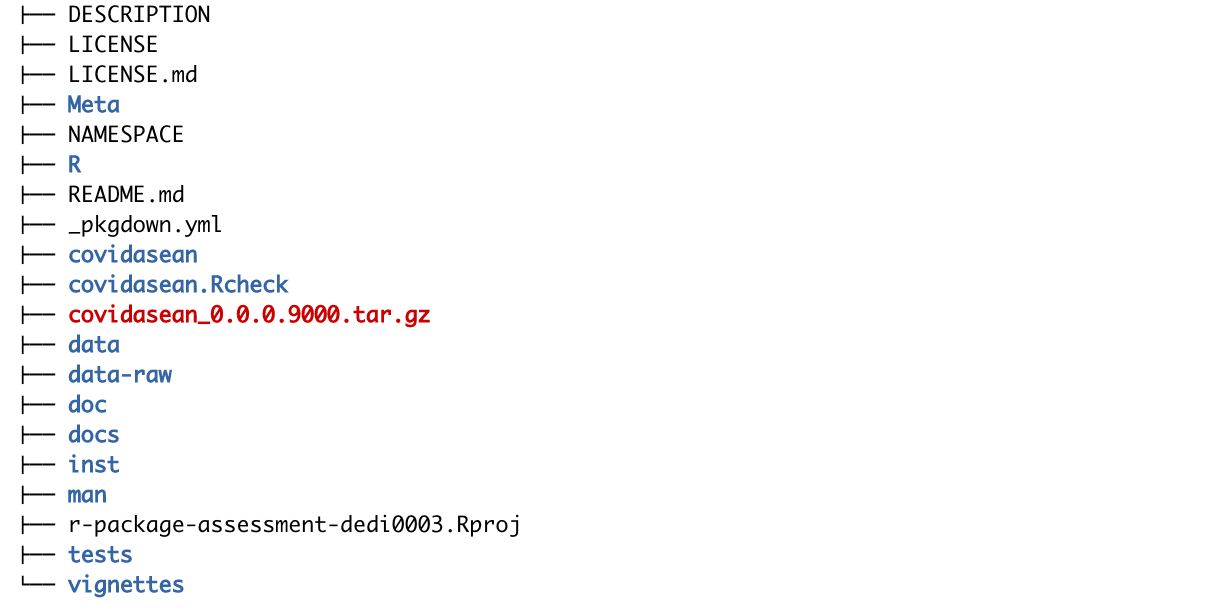 ├── DESCRIPTION
├── LICENSE
├── LICENSE.md
├── Meta
├── NAMESPACE
├── R
├── README.md
├── _pkgdown.yml
├── covidasean
├── covidasean.Rcheck
├── covidasean_0.0.0.9000.tar.gz
├── data
├── data-raw
├── doc
├── docs
├── inst
├── man
├── r-package-assessment-dedi0003.Rproj
├── tests
└── vignettes